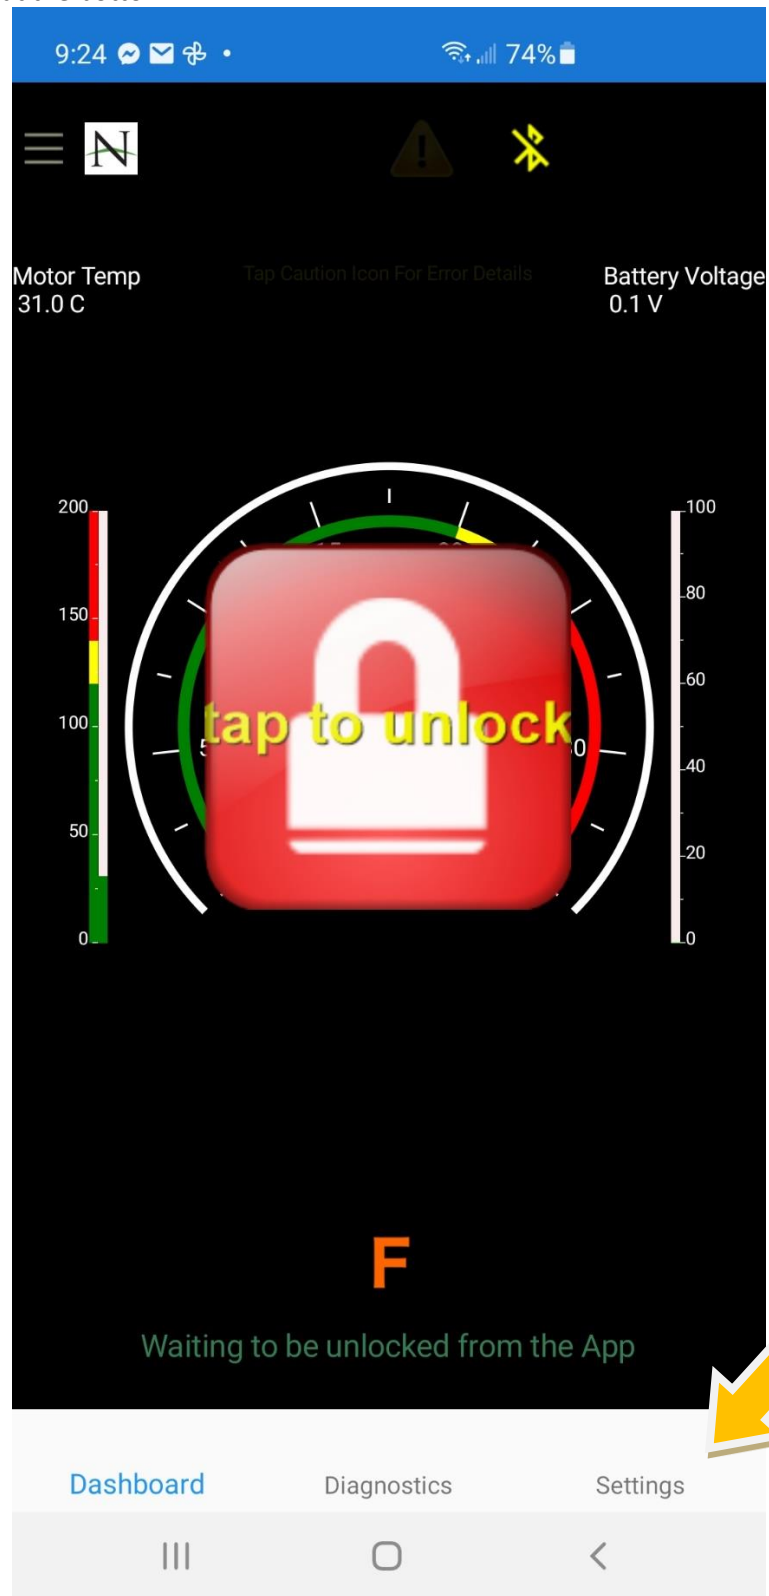 9:24
74%
N
Motor Temp
31.0 C
Tap Caution Icon For Error Details
Battery Voltage
0.1 V
200
150
100
50
0
100
80
60
40
20
0
tap to unlock
F
Waiting to be unlocked from the App
Dashboard
Diagnostics
Settings